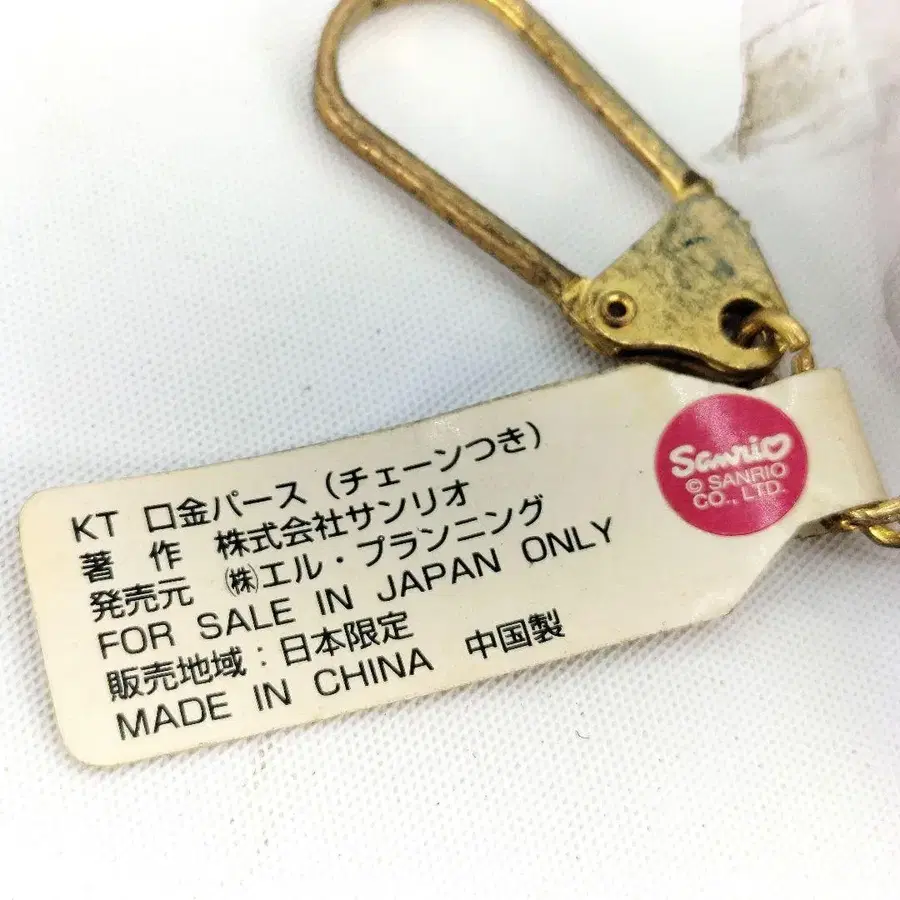 KT 口金パース（チェーンつき）
著 作 株式会社サンリオ
発売元 ㈱エル・プランニング
FOR SALE IN JAPAN ONLY
販売地域：日本限定
MADE IN CHINA 中国製
Sanrio
© SANRIO
CO., LTD.